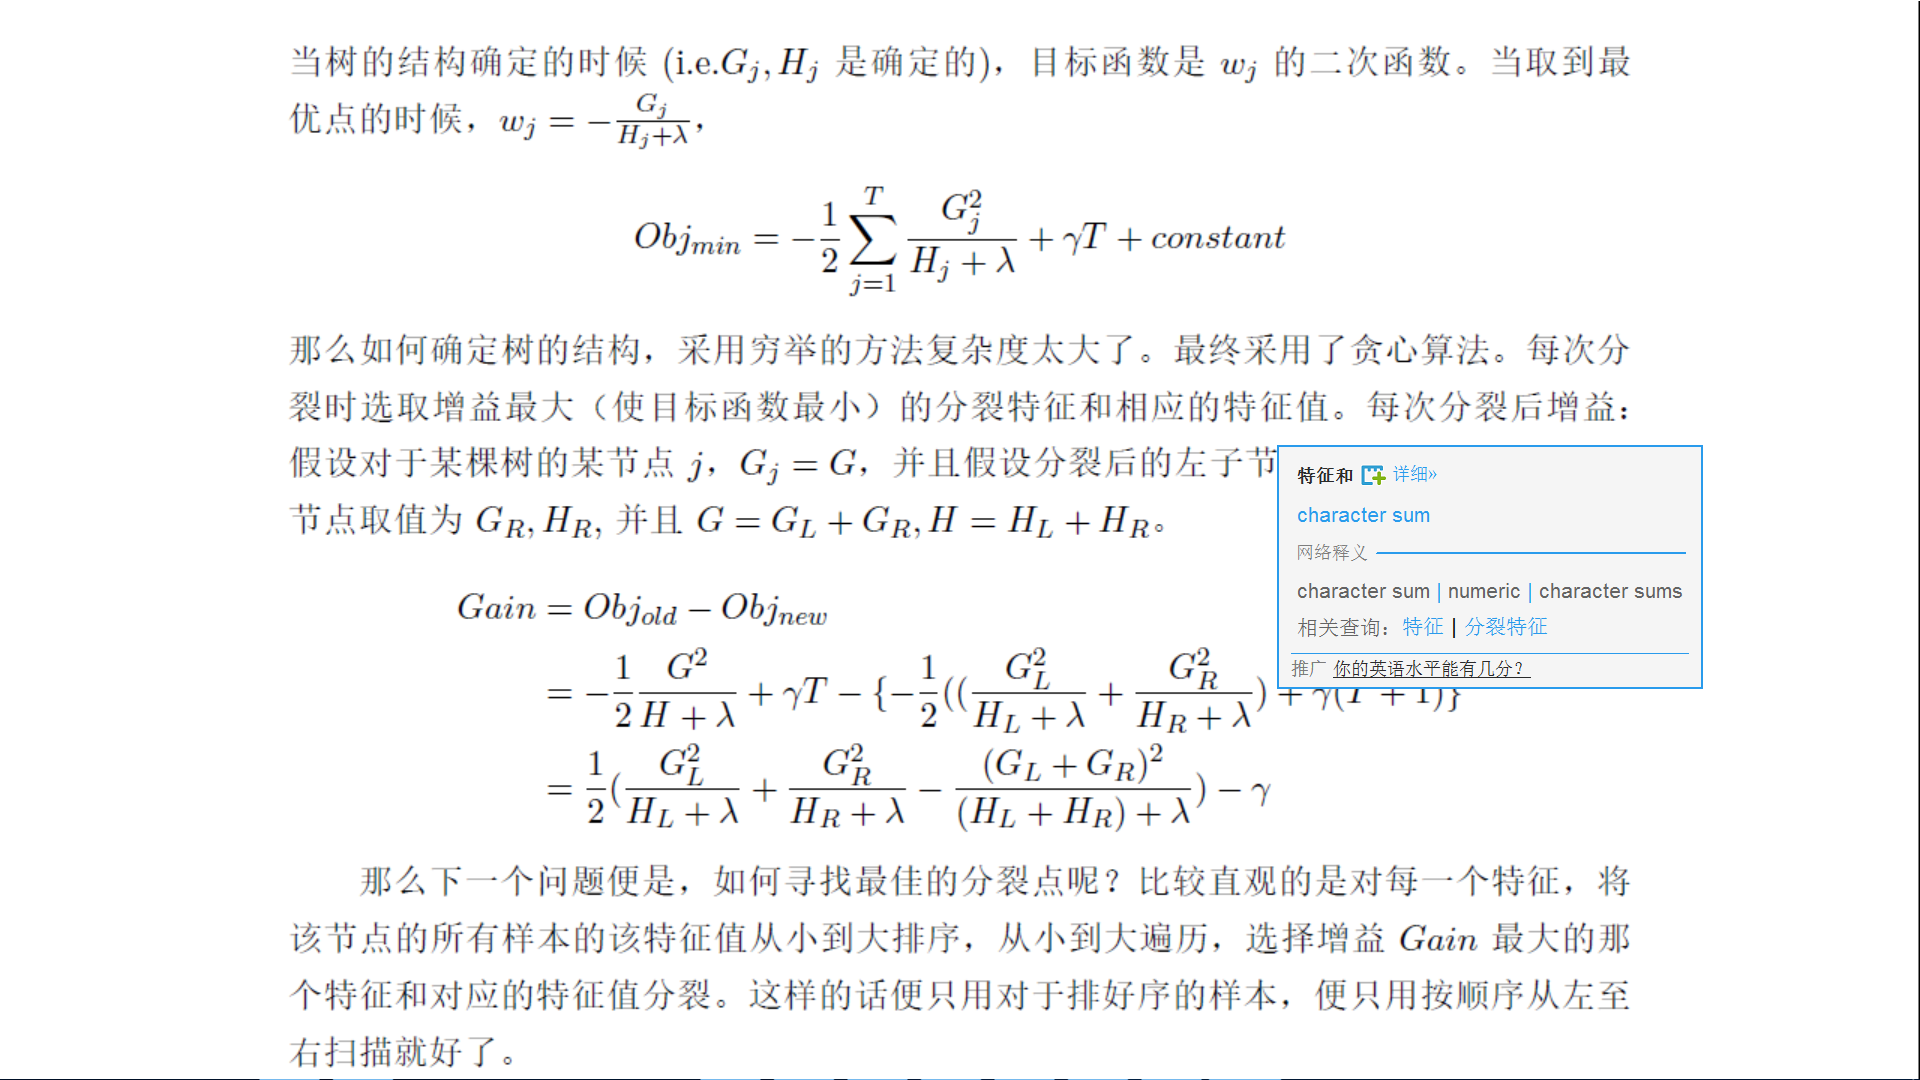 当树的结构确定的时候 (i.e.G_j, H_j 是确定的)，目标函数是 w_j 的二次函数。当取到最
优点的时候，w_j = −\frac{G_j}{H_j+λ}，
Obj_{min} = −\frac{1}{2}\sum_{j=1}^{T}\frac{G_j^2}{H_j + λ} + γT + constant
那么如何确定树的结构，采用穷举的方法复杂度太大了。最终采用了贪心算法。每次分
裂时选取增益最大（使目标函数最小）的分裂特征和相应的特征值。每次分裂后增益：
假设对于某棵树的某节点 j，G_j = G，并且假设分裂后的左子节
节点取值为 G_R, H_R, 并且 G = G_L + G_R, H = H_L + H_R。
特征和 详细»
character sum
网络释义
character sum | numeric | character sums
相关查询：特征 | 分裂特征
推广 你的英语水平能有几分？
Gain = Obj_{old} − Obj_{new}
= −\frac{1}{2}\frac{G^2}{H + λ} + γT − {−\frac{1}{2}((\frac{G_L^2}{H_L + λ} + \frac{G_R^2}{H_R + λ}) + γ(T + 1)}
= \frac{1}{2}(\frac{G_L^2}{H_L + λ} + \frac{G_R^2}{H_R + λ} − \frac{(G_L + G_R)^2}{(H_L + H_R) + λ}) − γ
那么下一个问题便是，如何寻找最佳的分裂点呢？比较直观的是对每一个特征，将
该节点的所有样本的该特征值从小到大排序，从小到大遍历，选择增益 Gain 最大的那
个特征和对应的特征值分裂。这样的话便只用对于排好序的样本，便只用按顺序从左至
右扫描就好了。